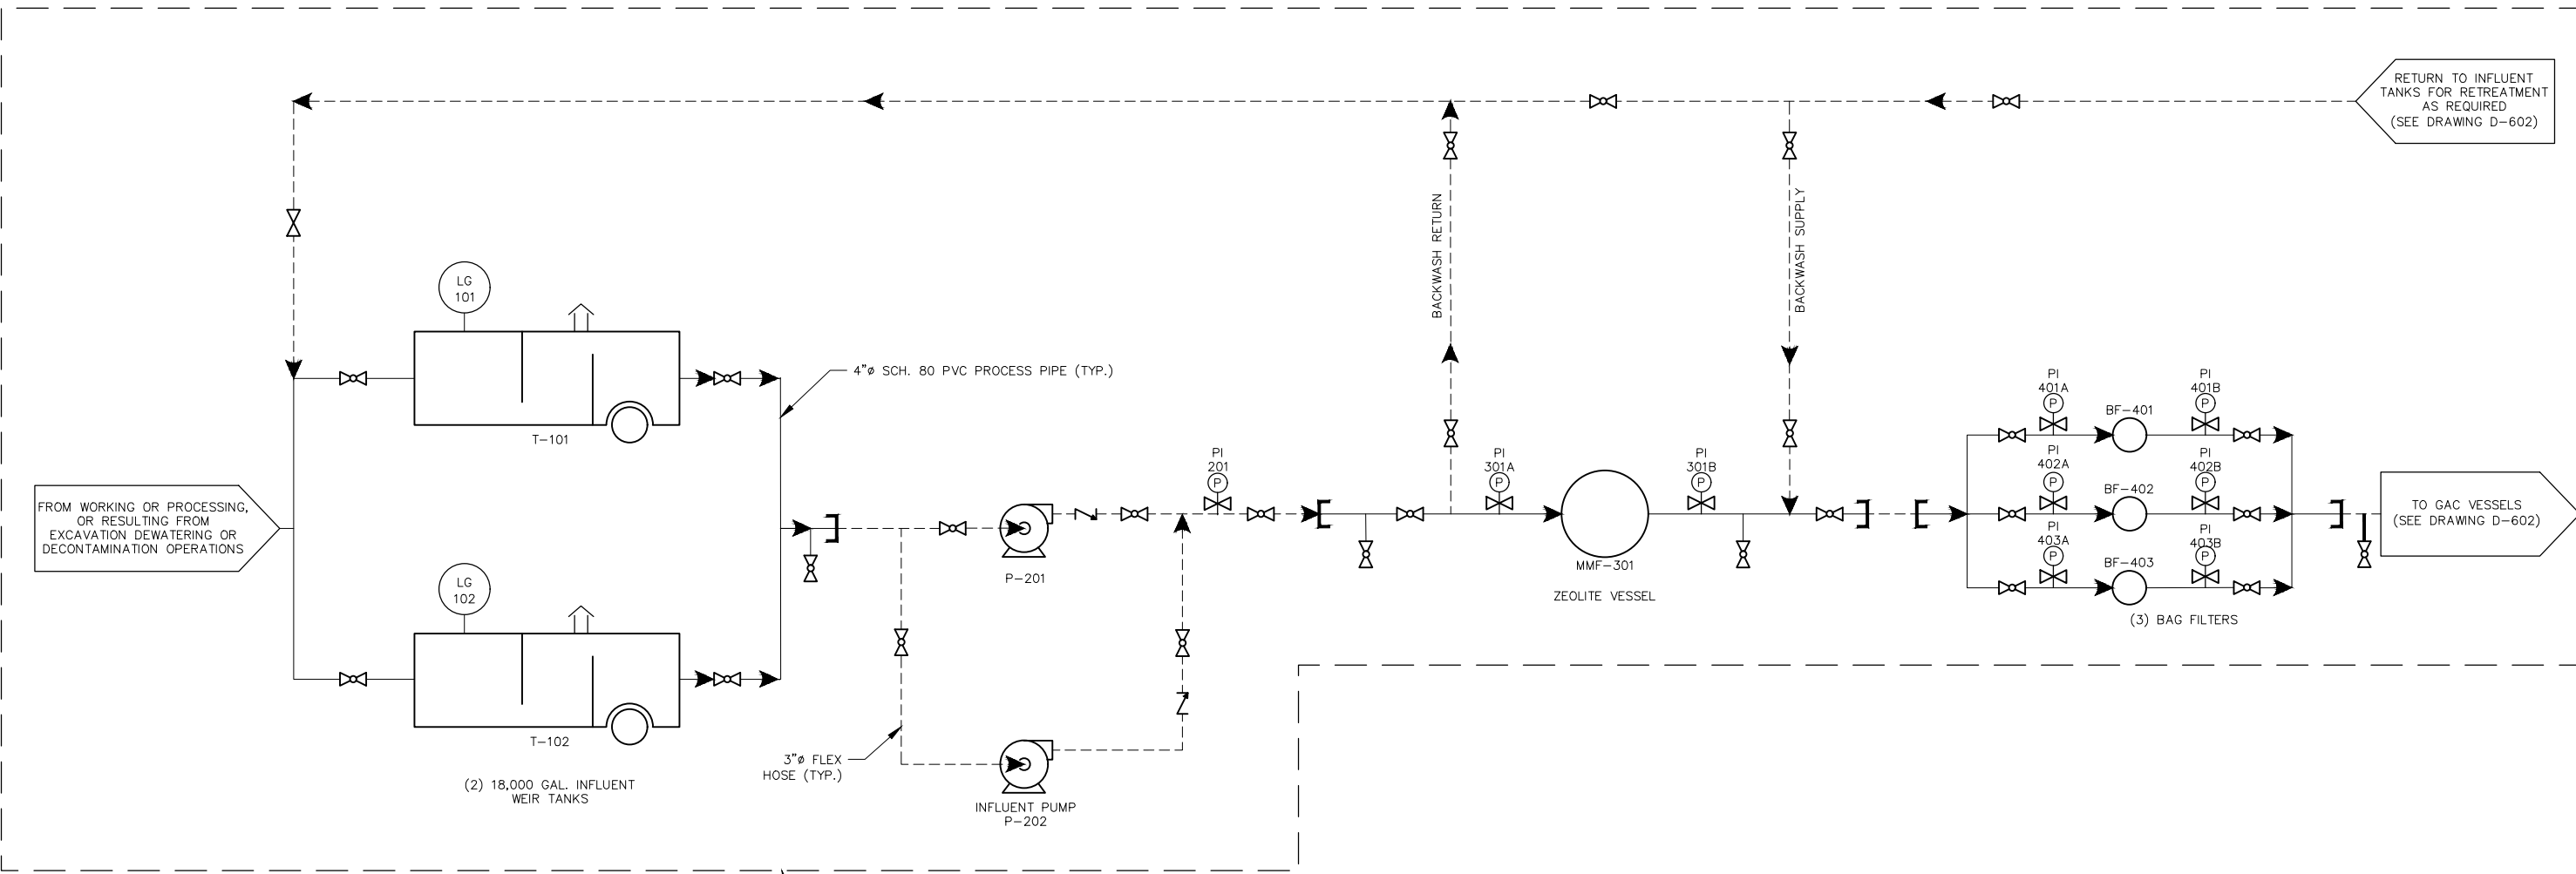 RETURN TO INFLUENT
TANKS FOR RETREATMENT
AS REQUIRED
(SEE DRAWING D-602)
BACKWASH RETURN
BACKWASH SUPPLY
LG
101
T-101
4"ø SCH. 80 PVC PROCESS PIPE (TYP.)
FROM WORKING OR PROCESSING,
OR RESULTING FROM
EXCAVATION DEWATERING OR
DECONTAMINATION OPERATIONS
LG
102
T-102
(2) 18,000 GAL. INFLUENT
WEIR TANKS
3"ø FLEX
HOSE (TYP.)
P-201
INFLUENT PUMP
P-202
PI
201
P
PI
301A
P
MMF-301
ZEOLITE VESSEL
PI
301B
P
PI
401A
P
BF-401
PI
401B
P
PI
402A
P
BF-402
PI
402B
P
PI
403A
P
BF-403
PI
403B
P
(3) BAG FILTERS
TO GAC VESSELS
(SEE DRAWING D-602)